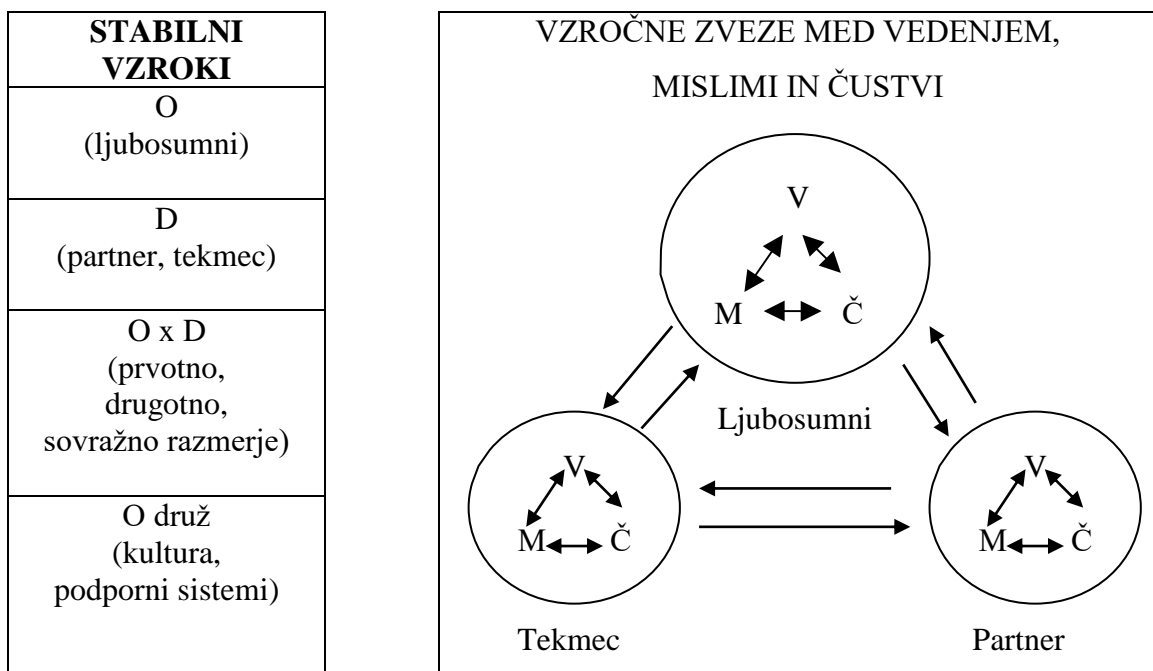 STABILNI
VZROKI
O
(ljubosumni)
D
(partner, tekmec)
O x D
(prvotno,
drugotno,
sovražno razmerje)
O druž
(kultura,
podporni sistemi)
VZROČNE ZVEZE MED VEDENJEM,
MISLIMI IN ČUSTVI
V
M Č
Ljubosumni
V
M Č
Tekmec
V
M Č
Partner